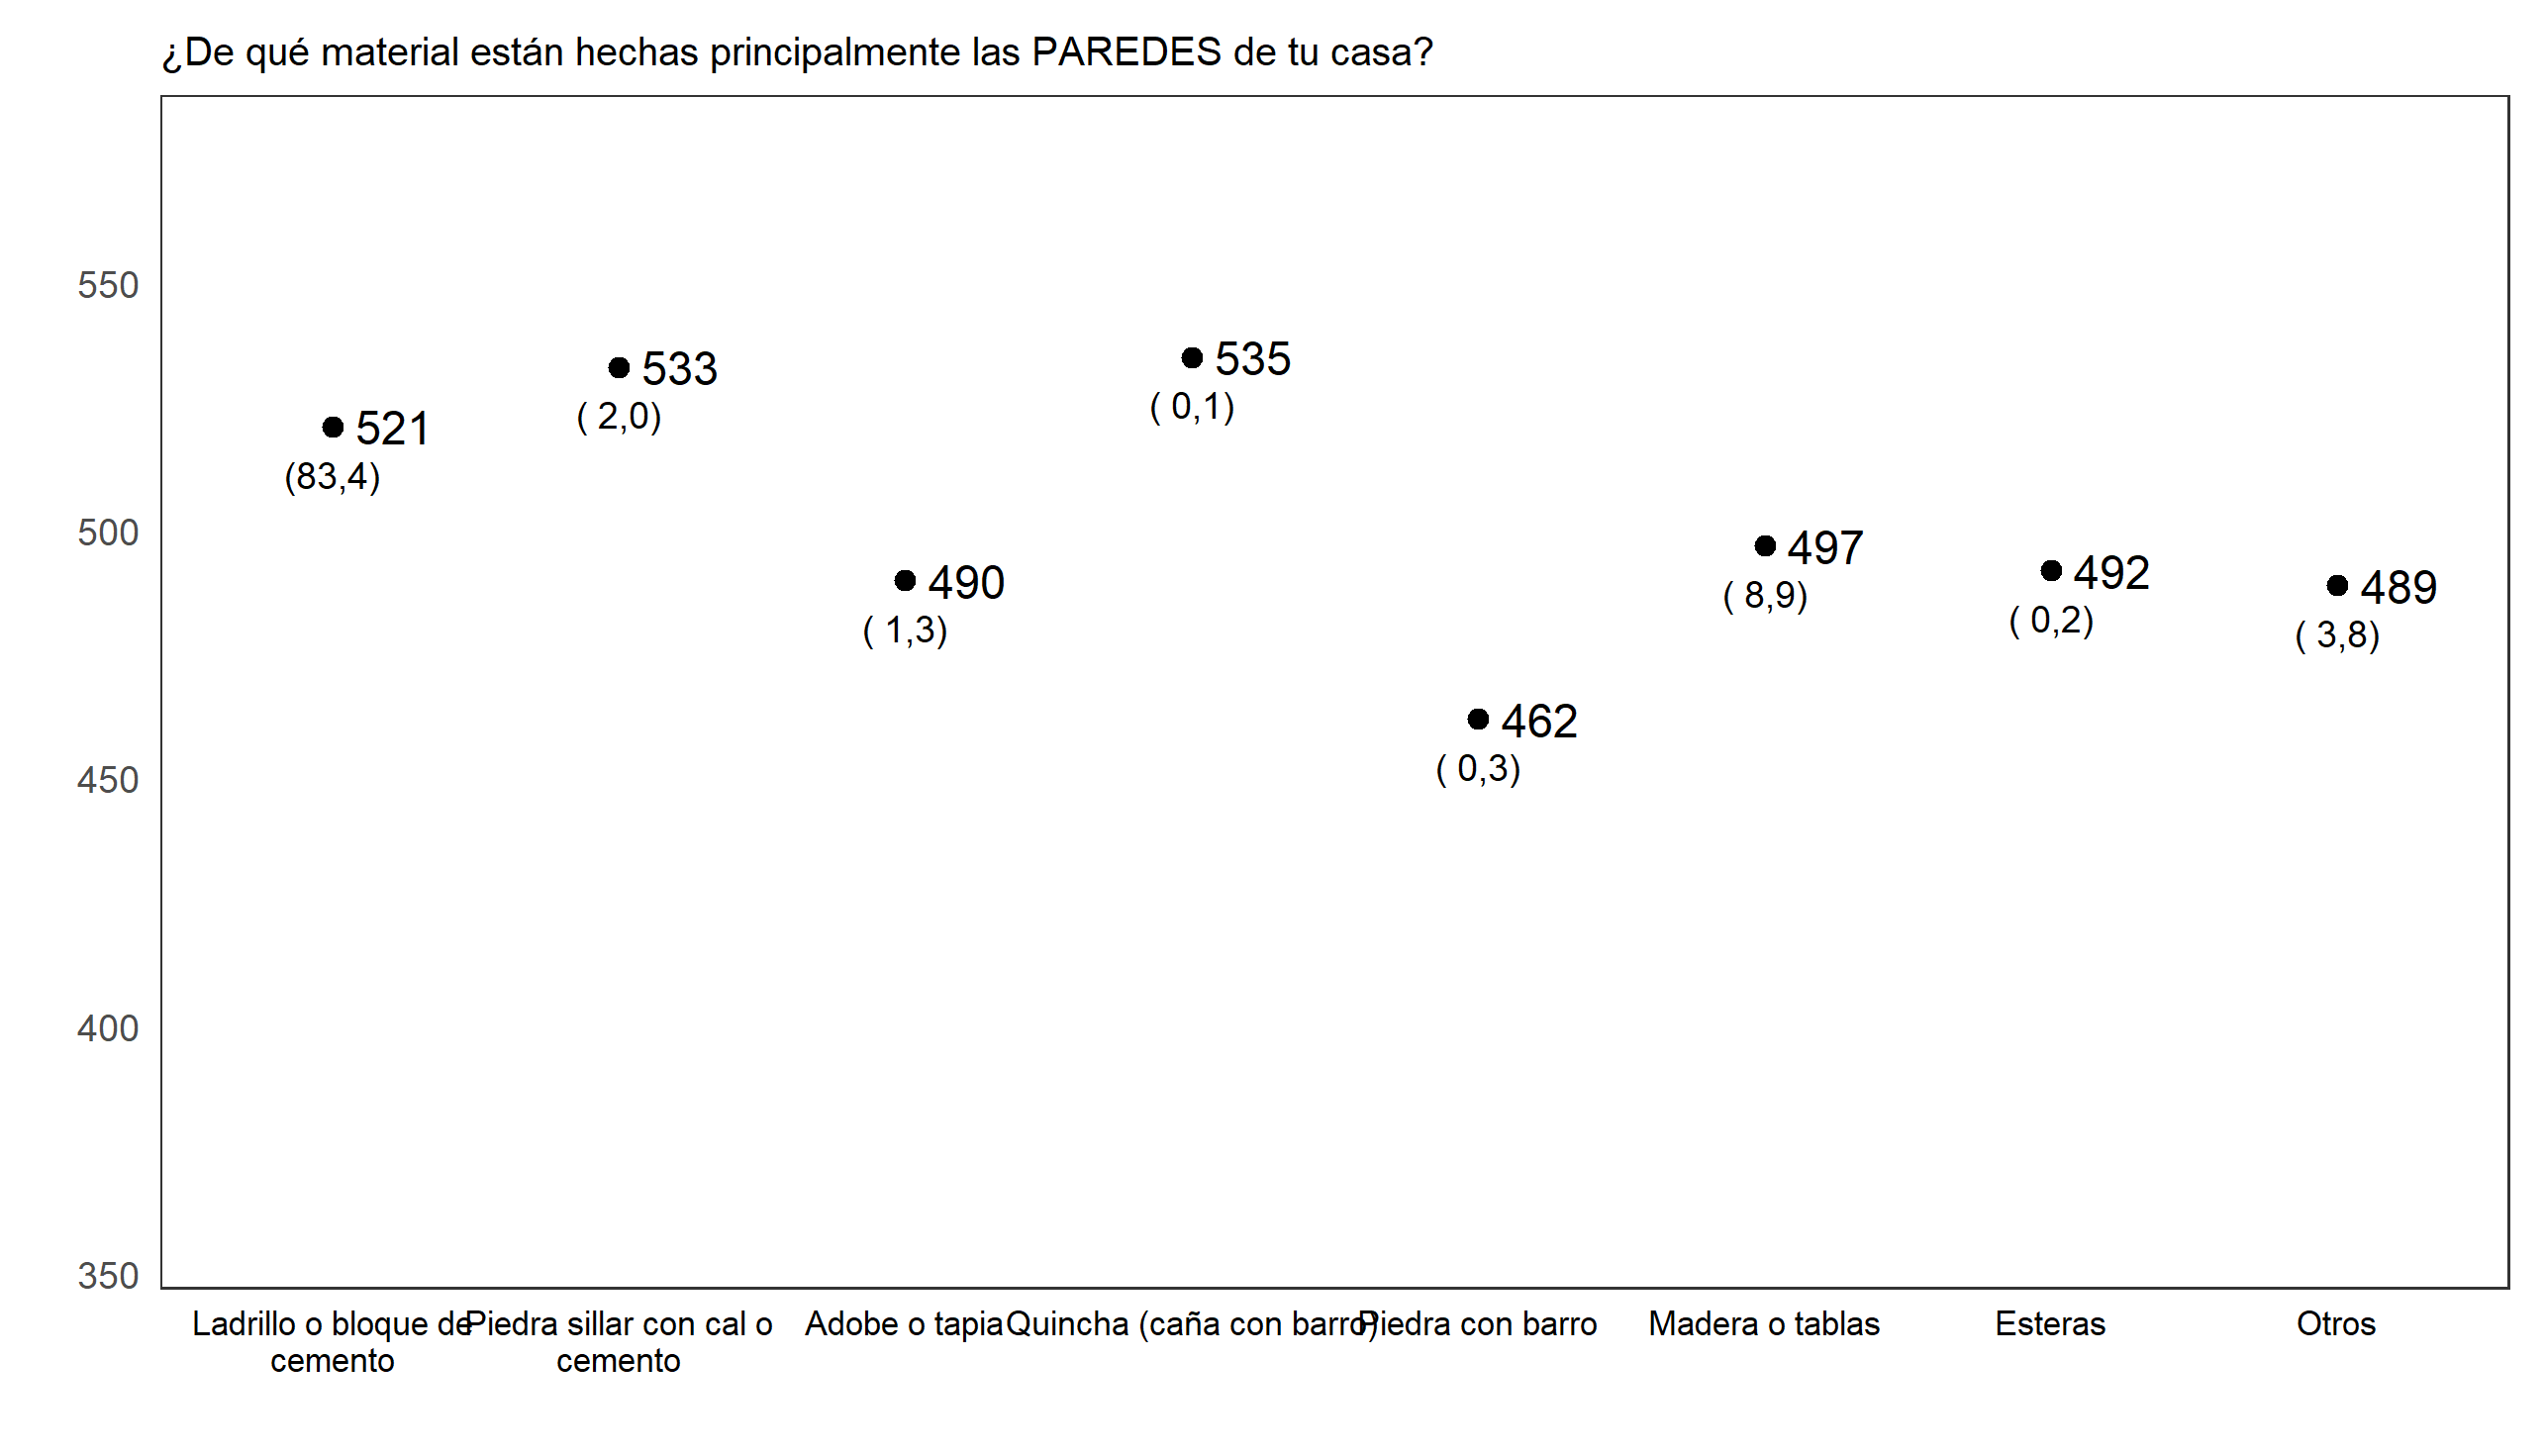 ¿De qué material están hechas principalmente las PAREDES de tu casa?
550
500
450
400
350
521
(83,4)
533
( 2,0)
490
( 1,3)
535
( 0,1)
462
( 0,3)
497
( 8,9)
492
( 0,2)
489
( 3,8)
Ladrillo o bloque de
cemento
Piedra sillar con cal o
cemento
Adobe o tapia
Quincha (caña con barro)
Piedra con barro
Madera o tablas
Esteras
Otros